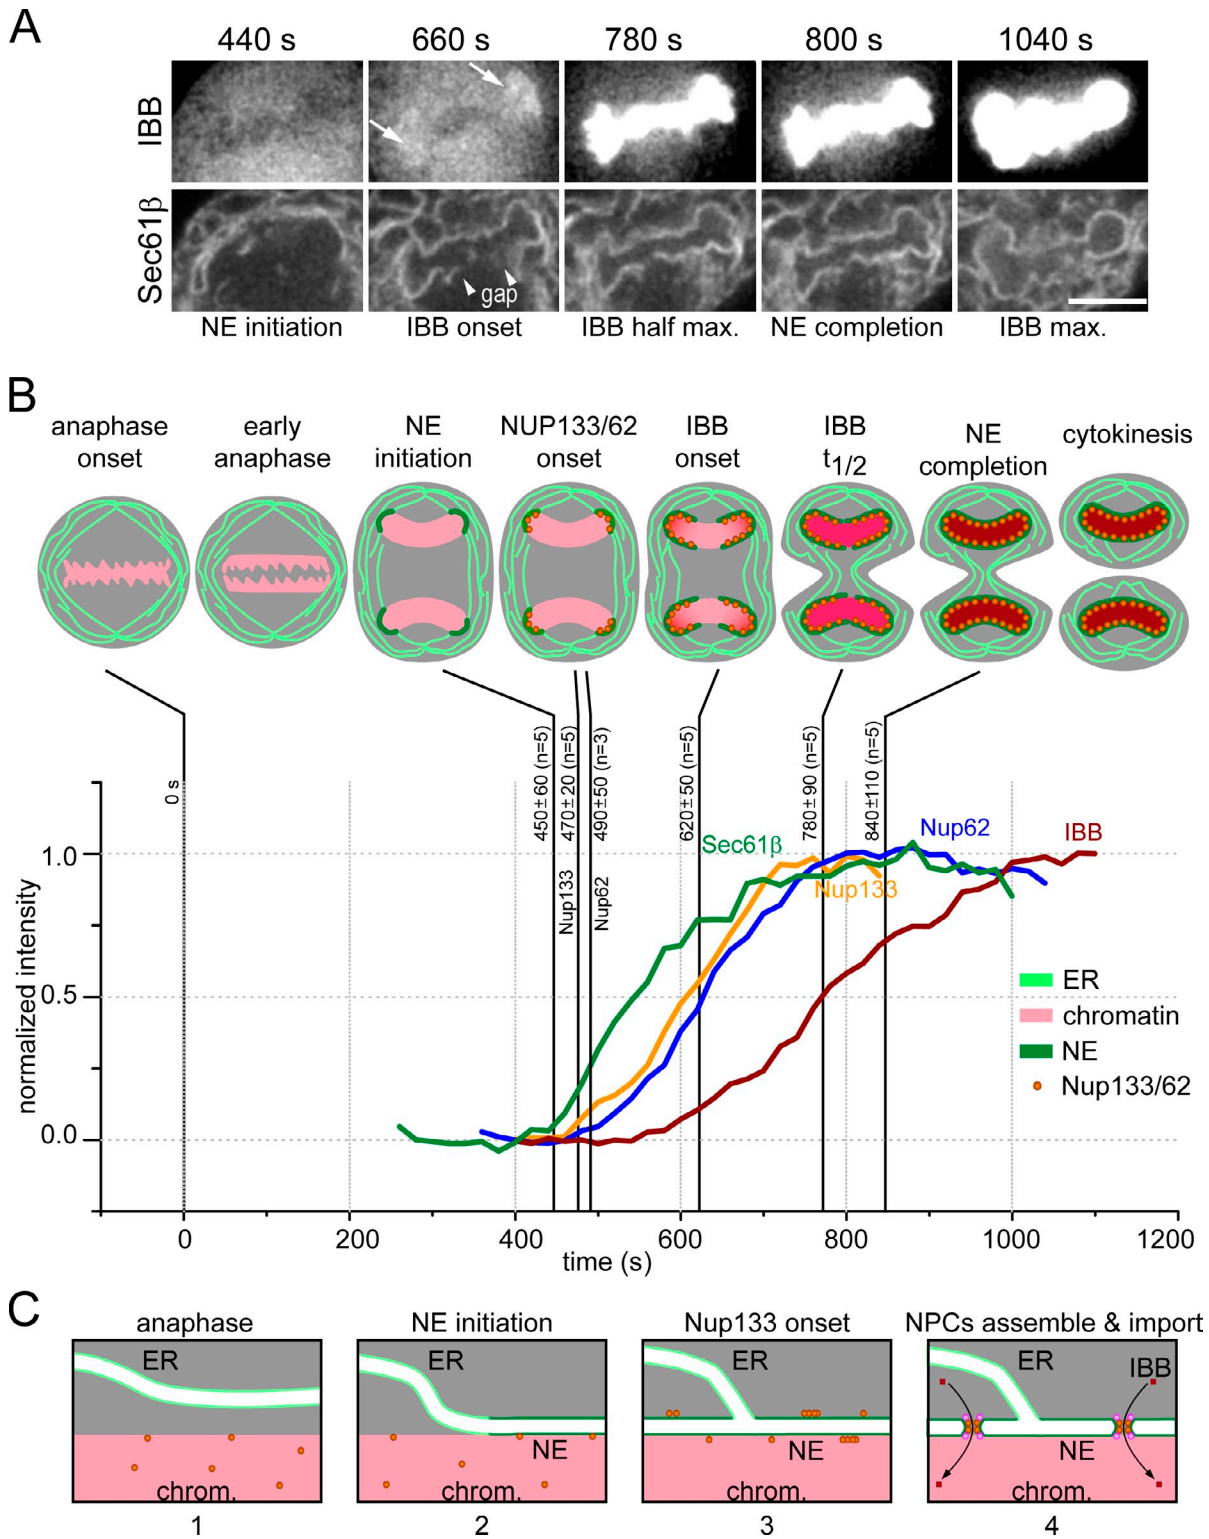 A
440 s
660 s
780 s
800 s
1040 s
IBB
Sec61β
gap
NE initiation
IBB onset
IBB half max.
NE completion
IBB max.
B
anaphase
onset
early
anaphase
NE
initiation
NUP133/62
onset
IBB
onset
IBB
t1/2
NE
completion
cytokinesis
0 s
450±60 (n=5)
470±20 (n=5)
490±50 (n=3)
620±50 (n=5)
780±90 (n=5)
840±110 (n=5)
Nup133
Nup62
Sec61β
Nup62
Nup133
IBB
normalized intensity
1.0
0.5
0.0
ER
chromatin
NE
Nup133/62
0
200
400
600
800
1000
1200
time (s)
C
anaphase
NE initiation
Nup133 onset
NPCs assemble & import
ER
chrom.
1
ER
NE
chrom.
2
ER
NE
chrom.
3
ER
IBB
NE
chrom.
4